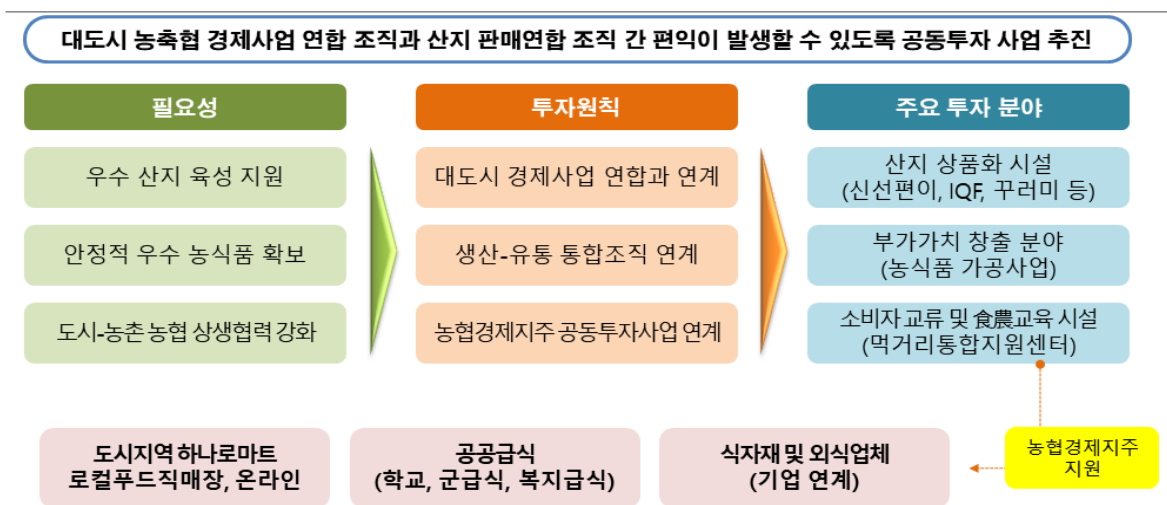 대도시 농축협 경제사업 연합 조직과 산지 판매연합 조직 간 편익이 발생할 수 있도록 공동투자 사업 추진
필요성
우수 산지 육성 지원
안정적 우수 농식품 확보
도시-농촌 농협 상생협력 강화
투자원칙
대도시 경제사업 연합과 연계
생산-유통 통합조직 연계
농협경제지주 공동투자사업 연계
주요 투자 분야
산지 상품화 시설
(신선편이, IQF, 꾸러미 등)
부가가치 창출 분야
(농식품 가공사업)
소비자 교류 및 食農교육 시설
(먹거리통합지원센터)
도시지역 하나로마트
로컬푸드직매장, 온라인
공공급식
(학교, 군급식, 복지급식)
식자재 및 외식업체
(기업 연계)
농협경제지주
지원